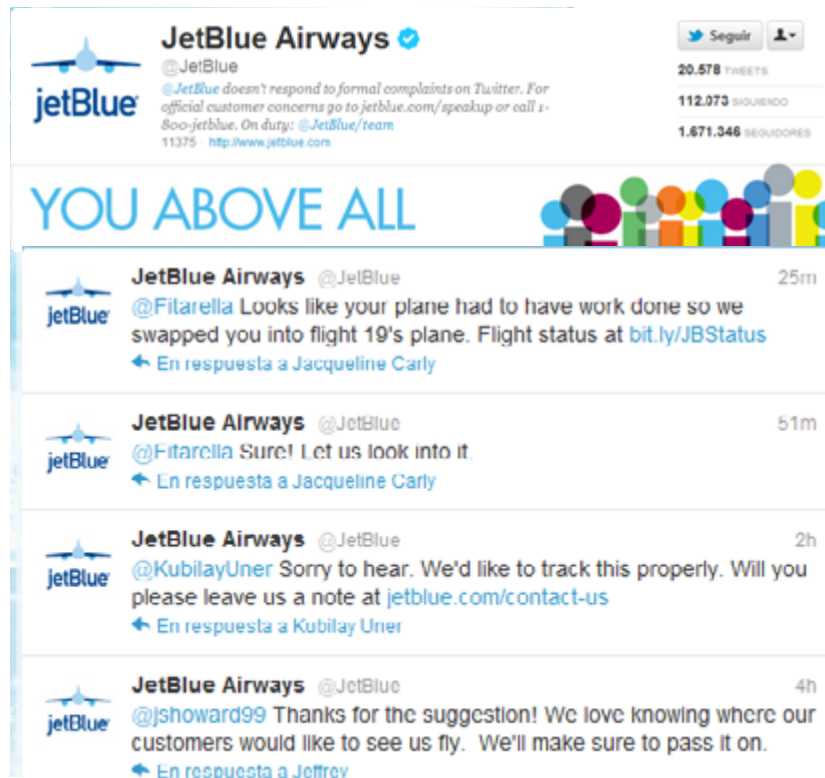 JetBlue Airways
@JetBlue
@JetBlue doesn't respond to formal complaints on Twitter. For
official customer concerns go to jetblue.com/speakup or call 1-
800-jetblue. On duty: @JetBlue/team
11375 http://www.jetblue.com
jetBlue
Seguir
20.578 TWEETS
112.073 SIGUIENDO
1.671.346 SEGUIDORES
YOU ABOVE ALL
jetBlue
JetBlue Airways @JetBlue 25m
@Fitarella Looks like your plane had to have work done so we
swapped you into flight 19's plane. Flight status at bit.ly/JBStatus
En respuesta a Jacqueline Carly
jetBlue
JetBlue Airways @JetBlue 51m
@Fitarella Sure! Let us look into it.
En respuesta a Jacqueline Carly
jetBlue
JetBlue Airways @JetBlue 2h
@KubilayUner Sorry to hear. We'd like to track this properly. Will you
please leave us a note at jetblue.com/contact-us
En respuesta a Kubilay Uner
jetBlue
JetBlue Airways @JetBlue 4h
@jshoward99 Thanks for the suggestion! We love knowing where our
customers would like to see us fly. We'll make sure to pass it on.
En respuesta a Jeffrey